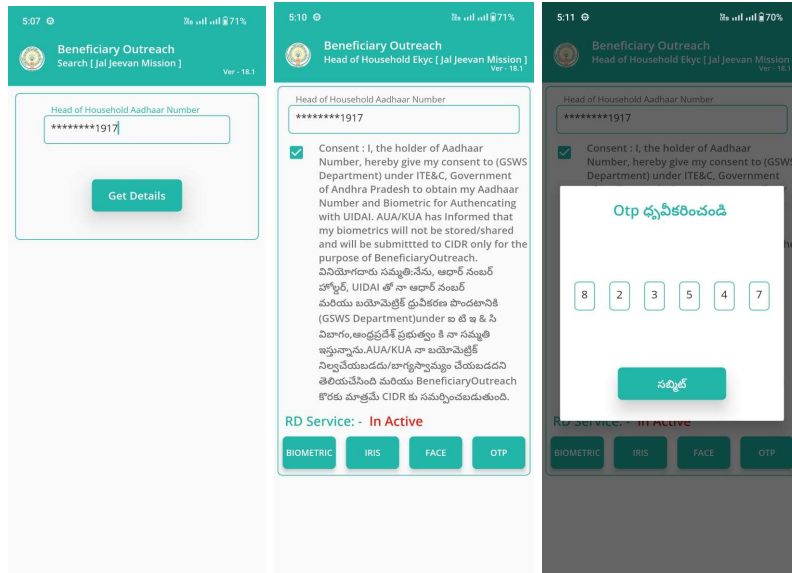 5:07
71%
Beneficiary Outreach
Search [ Jal Jeevan Mission ]
Ver - 18.1
Head of Household Aadhaar Number
********1917
Get Details
5:10
71%
Beneficiary Outreach
Head of Household Ekyc [ Jal Jeevan Mission ]
Ver - 18.1
Head of Household Aadhaar Number
********1917
Consent : I, the holder of Aadhaar
Number, hereby give my consent to (GSWS
Department) under ITE&C, Government
of Andhra Pradesh to obtain my Aadhaar
Number and Biometric for Authencating
with UIDAI. AUA/KUA has Informed that
my biometrics will not be stored/shared
and will be submittted to CIDR only for the
purpose of BeneficiaryOutreach.
వినియోగదారు సమ్మతి:నేను, ఆధార్ నంబర్
హోల్డర్, UIDAI తో నా ఆధార్ నంబర్
మరియు బయోమెట్రిక్ ధ్రువీకరణ పొందటానికి
(GSWS Department)under ఐ టి ఇ & సి
విభాగం,ఆంధ్రప్రదేశ్ ప్రభుత్వం కి నా సమ్మతి
ఇస్తున్నాను.AUA/KUA నా బయోమెట్రిక్
నిల్వచేయబడదు/బాగ్యస్వామ్యం చేయబడదని
తెలియచేసింది మరియు BeneficiaryOutreach
కొరకు మాత్రమే CIDR కు సమర్పించబడుతుంది.
RD Service: - In Active
BIOMETRIC
IRIS
FACE
OTP
5:11
70%
Beneficiary Outreach
Head of Household Ekyc [ Jal Jeevan Mission
Ver - 18.1
Head of Household Aadhaar Number
********1917
Consent : I, the holder of Aadhaar
Number, hereby give my consent to (GSWS
Department) under ITE&C, Government
Otp ధృవీకరించండి
8 2 3 5 4 7
సబ్మిట్
RD Service: - In Active
BIOMETRIC
IRIS
FACE
OTP